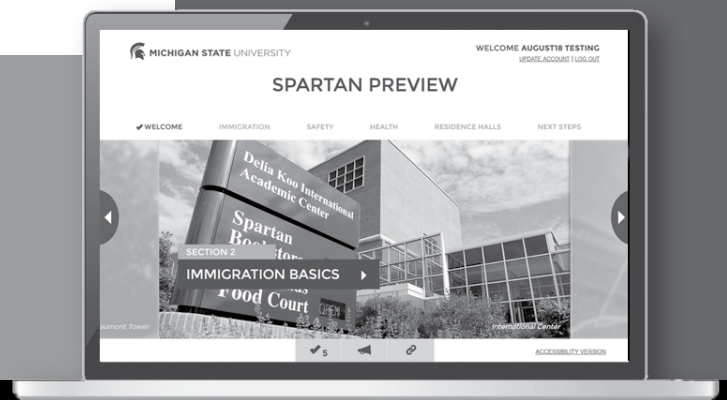 MICHIGAN STATE UNIVERSITY
WELCOME AUGUST18 TESTING
UPDATE ACCOUNT | LOG OUT
SPARTAN PREVIEW
✔WELCOME IMMIGRATION SAFETY HEALTH RESIDENCE HALLS NEXT STEPS
Delia Koo International
Academic Center
Spartan
SECTION 2
IMMIGRATION BASICS
Food Court
OPEN
aumont Tower
International Center
5
ACCESSIBILITY VERSION